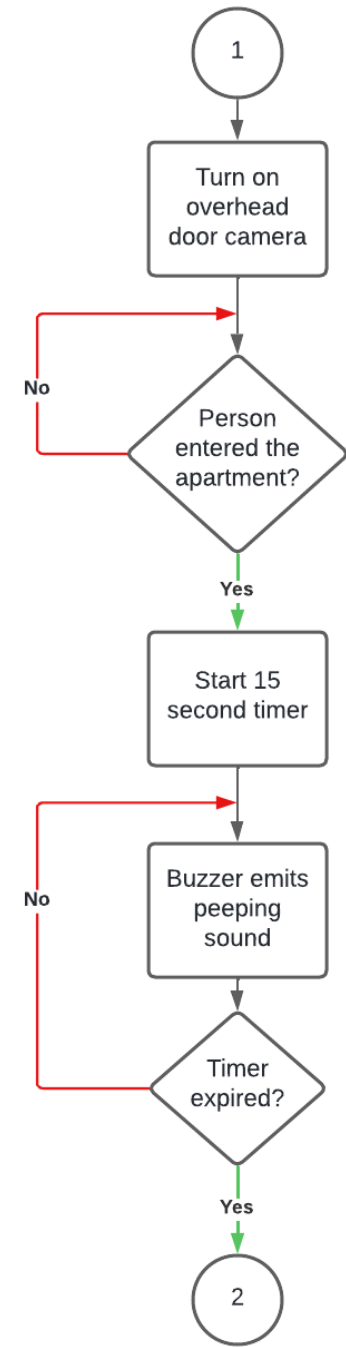 1
Turn on
overhead
door camera
No
Person
entered the
apartment?
Yes
Start 15
second timer
No
Buzzer emits
peeping
sound
Timer
expired?
Yes
2